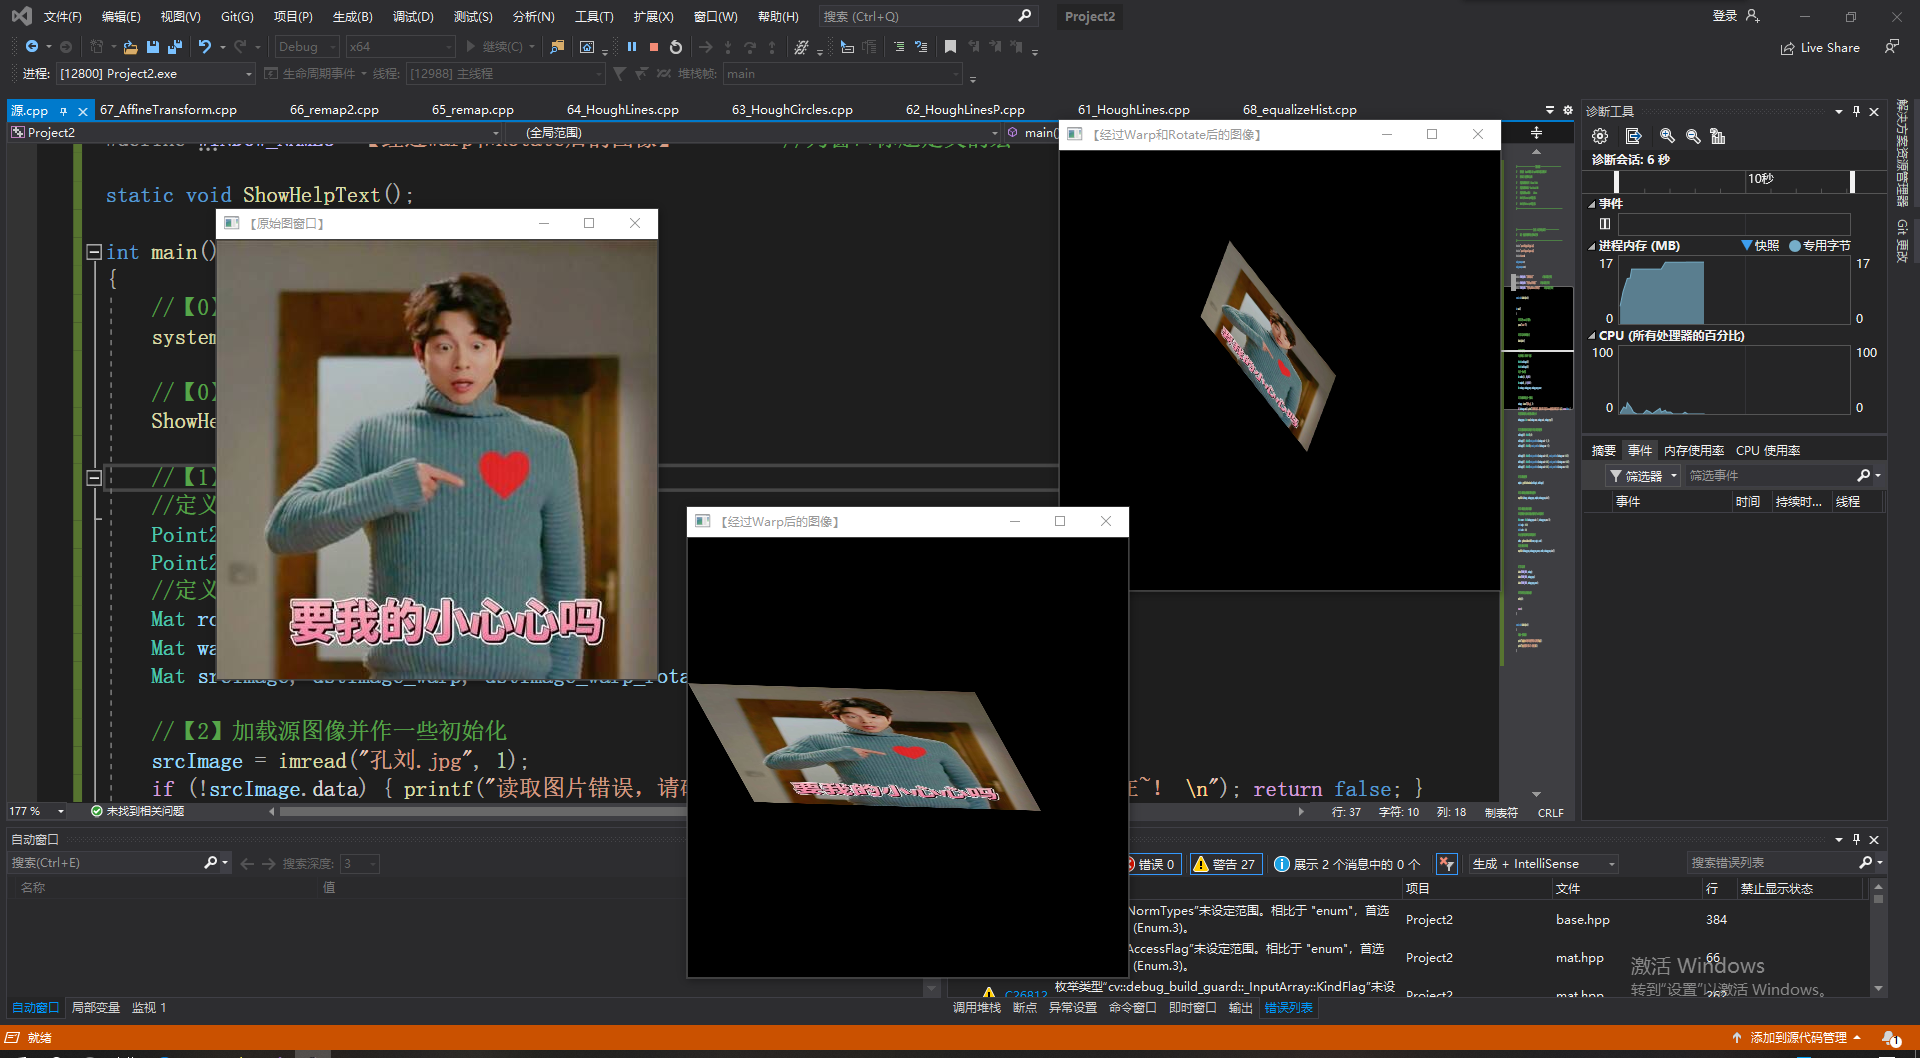 文件(F) 编辑(E) 视图(V) Git(G) 项目(P) 生成(B) 调试(D) 测试(S) 分析(N) 工具(T) 扩展(X) 窗口(W) 帮助(H) 搜索 (Ctrl+Q) Project2 登录
Debug x64 继续(C) Live Share
进程: [12800] Project2.exe 生命周期事件 线程: [12988] 主线程 堆栈帧: main
源.cpp 67_AffineTransform.cpp 66_remap2.cpp 65_remap.cpp 64_HoughLines.cpp 63_HoughCircles.cpp 62_HoughLinesP.cpp 61_HoughLines.cpp 68_equalizeHist.cpp
Project2 (全局范围) main()
static void ShowHelpText();
int main()
{
//【0】
system
//【0】
ShowHe
//【1】
//定义
Point2
Point2
//定义
Mat ro
Mat wa
Mat srcImage, dstImage_warp, dstImage_warp_rota
//【2】加载源图像并作一些初始化
srcImage = imread("孔刘.jpg", 1);
if (!srcImage.data) { printf("读取图片错误，请 ~！ \n"); return false; }
【原始图窗口】
要我的小心心吗
【经过Warp后的图像】
要我的小心心吗
【经过Warp和Rotate后的图像】
要我的小心心吗
177 % 未找到相关问题 行: 37 字符: 10 列: 18 制表符 CRLF
诊断工具
诊断会话: 6 秒
10秒
事件
进程内存 (MB) 快照 专用字节
17 17
0 0
CPU (所有处理器的百分比)
100 100
0 0
摘要 事件 内存使用率 CPU 使用率
筛选器 筛选事件
事件 时间 持续时... 线程
解决方案资源管理器
Git 更改
自动窗口
搜索(Ctrl+E) 搜索深度: 3
名称 值
自动窗口 局部变量 监视 1
错误 0 警告 27 展示 2 个消息中的 0 个 生成 + IntelliSense 搜索错误列表
项目 文件 行 禁止显示状态
NormTypes"未设定范围。相比于 "enum"，首选
(Enum.3)。
Project2 base.hpp 384
AccessFlag"未设定范围。相比于 "enum"，首选
(Enum.3)。
Project2 mat.hpp 66
C26812 枚举类型"cv::debug_build_guard::_InputArray::KindFlag"未设
Project2 mat.hpp 262
激活 Windows
转到"设置"以激活 Windows。
调用堆栈 断点 异常设置 命令窗口 即时窗口 输出 错误列表
就绪 添加到源代码管理 1